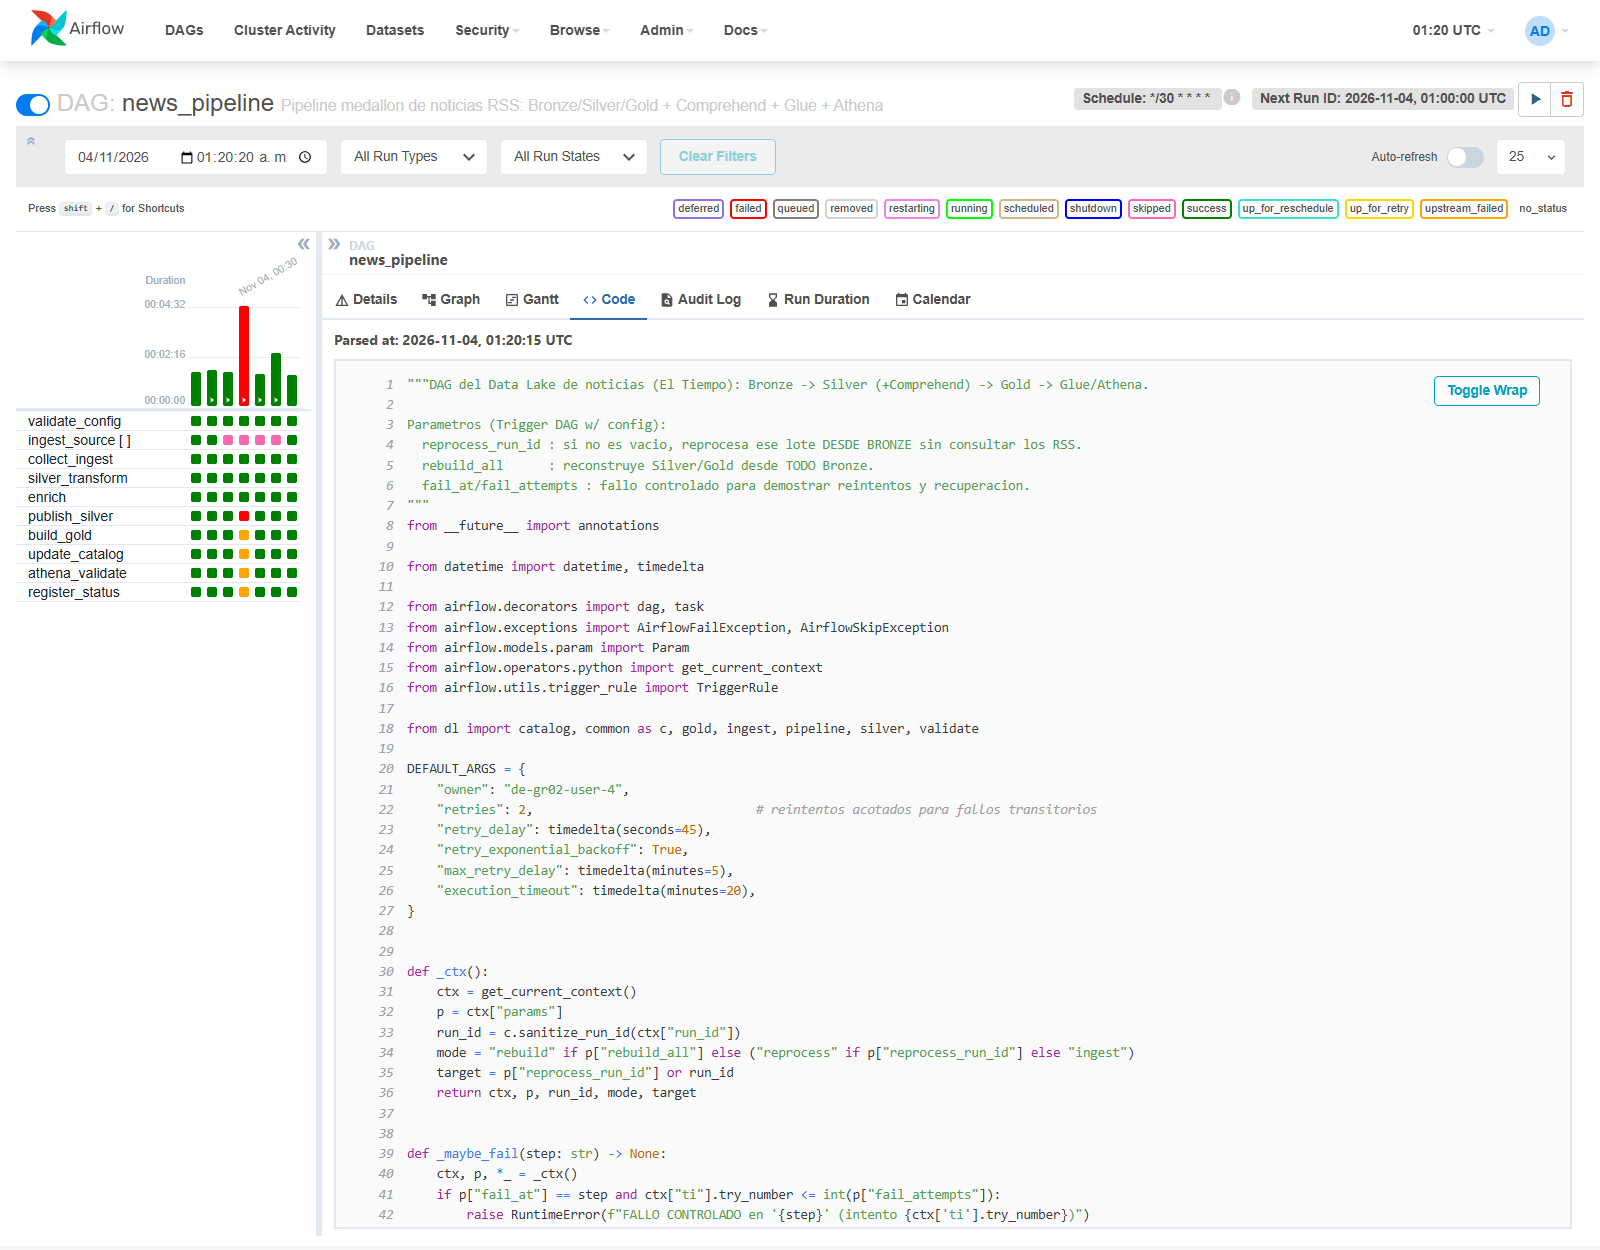 Airflow DAGs Cluster Activity Datasets Security Browse Admin Docs 01:20 UTC AD
DAG: news_pipeline Pipeline medallon de noticias RSS: Bronze/Silver/Gold + Comprehend + Glue + Athena Schedule: */30 * * * * i Next Run ID: 2026-11-04, 01:00:00 UTC
04/11/2026 01:20:20 a. m All Run Types All Run States Clear Filters Auto-refresh 25
Press shift + / for Shortcuts deferred failed queued removed restarting running scheduled shutdown skipped success up_for_reschedule up_for_retry upstream_failed no_status
DAG
news_pipeline
Nov 04, 00:30
Duration
00:04:32
00:02:16
00:00:00
validate_config
ingest_source [ ]
collect_ingest
silver_transform
enrich
publish_silver
build_gold
update_catalog
athena_validate
register_status
Details Graph Gantt Code Audit Log Run Duration Calendar
Parsed at: 2026-11-04, 01:20:15 UTC
Toggle Wrap
1 """DAG del Data Lake de noticias (El Tiempo): Bronze -> Silver (+Comprehend) -> Gold -> Glue/Athena.
2
3 Parametros (Trigger DAG w/ config):
4   reprocess_run_id : si no es vacio, reprocesa ese lote DESDE BRONZE sin consultar los RSS.
5   rebuild_all      : reconstruye Silver/Gold desde TODO Bronze.
6   fail_at/fail_attempts : fallo controlado para demostrar reintentos y recuperacion.
7 """
8 from __future__ import annotations
9
10 from datetime import datetime, timedelta
11
12 from airflow.decorators import dag, task
13 from airflow.exceptions import AirflowFailException, AirflowSkipException
14 from airflow.models.param import Param
15 from airflow.operators.python import get_current_context
16 from airflow.utils.trigger_rule import TriggerRule
17
18 from dl import catalog, common as c, gold, ingest, pipeline, silver, validate
19
20 DEFAULT_ARGS = {
21     "owner": "de-gr02-user-4",
22     "retries": 2,                              # reintentos acotados para fallos transitorios
23     "retry_delay": timedelta(seconds=45),
24     "retry_exponential_backoff": True,
25     "max_retry_delay": timedelta(minutes=5),
26     "execution_timeout": timedelta(minutes=20),
27 }
28
29
30 def _ctx():
31     ctx = get_current_context()
32     p = ctx["params"]
33     run_id = c.sanitize_run_id(ctx["run_id"])
34     mode = "rebuild" if p["rebuild_all"] else ("reprocess" if p["reprocess_run_id"] else "ingest")
35     target = p["reprocess_run_id"] or run_id
36     return ctx, p, run_id, mode, target
37
38
39 def _maybe_fail(step: str) -> None:
40     ctx, p, *_ = _ctx()
41     if p["fail_at"] == step and ctx["ti"].try_number <= int(p["fail_attempts"]):
42         raise RuntimeError(f"FALLO CONTROLADO en '{step}' (intento {ctx['ti'].try_number})")